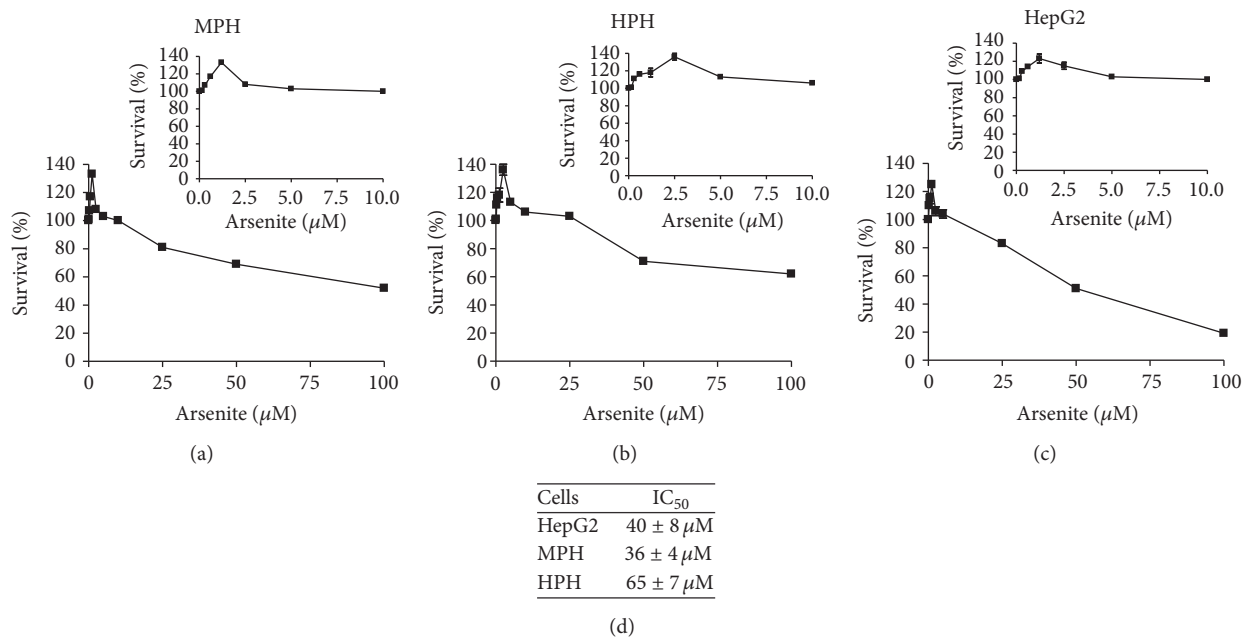 MPH
140
120
100
80
60
40
20
0
Survival (%)
0.0 2.5 5.0 7.5 10.0
Arsenite (μM)
140
120
100
80
60
40
20
0
Survival (%)
0 25 50 75 100
Arsenite (μM)
(a)
HPH
140
120
100
80
60
40
20
0
Survival (%)
0.0 2.5 5.0 7.5 10.0
Arsenite (μM)
140
120
100
80
60
40
20
0
Survival (%)
0 25 50 75 100
Arsenite (μM)
(b)
HepG2
140
120
100
80
60
40
20
0
Survival (%)
0.0 2.5 5.0 7.5 10.0
Arsenite (μM)
140
120
100
80
60
40
20
0
Survival (%)
0 25 50 75 100
Arsenite (μM)
(c)
Cells IC50
HepG2 40 ± 8 μM
MPH 36 ± 4 μM
HPH 65 ± 7 μM
(d)